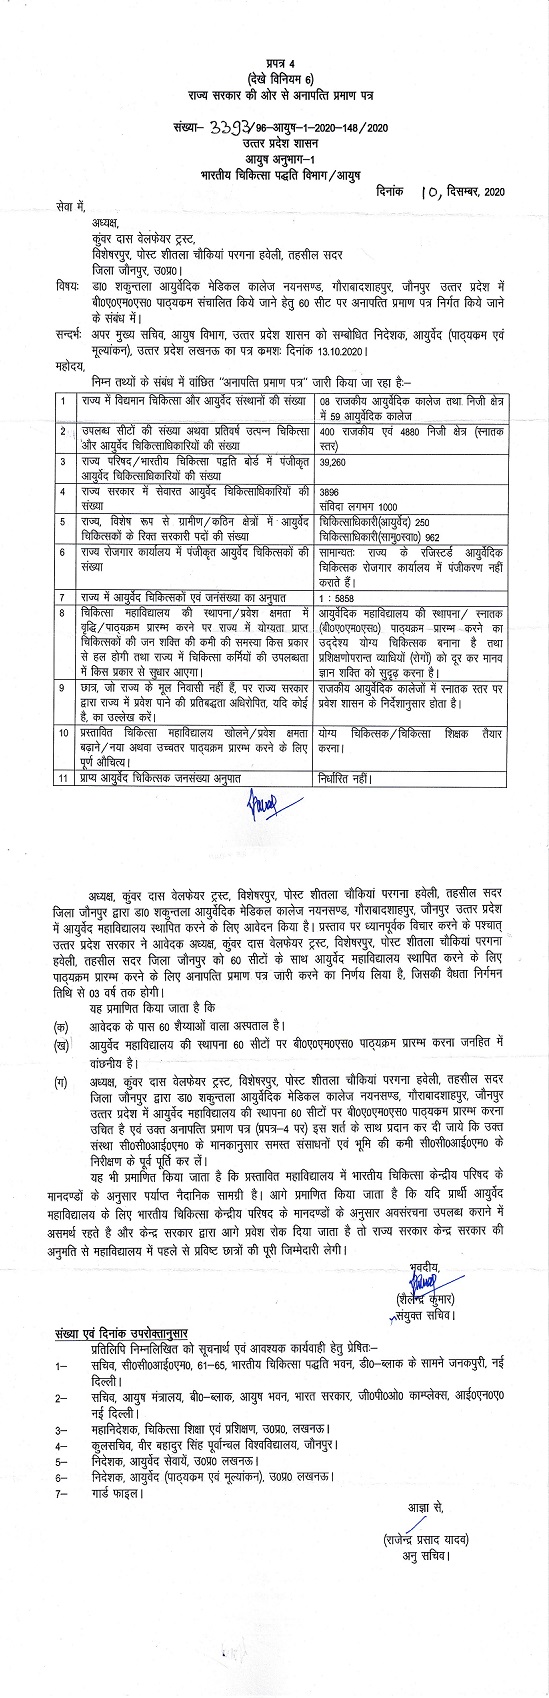 प्रपत्र 4
(देखे विनियम 6)
राज्य सरकार की ओर से अनापत्ति प्रमाण पत्र
संख्या- 3393/96-आयुष-1-2020-148/2020
उत्तर प्रदेश शासन
आयुष अनुभाग-1
भारतीय चिकित्सा पद्धति विभाग/आयुष
दिनांक 10, दिसम्बर, 2020
सेवा में,
अध्यक्ष,
कुंवर दास वेलफेयर ट्रस्ट,
विशेषरपुर, पोस्ट शीतला चौकियां परगना हवेली, तहसील सदर
जिला जौनपुर, उ0प्र0।
विषयः डा0 शकुन्तला आयुर्वेदिक मेडिकल कालेज नयनसण्ड, गौराबादशाहपुर, जौनपुर उत्तर प्रदेश में
बी0ए0एम0एस0 पाठ्यक्रम संचालित किये जाने हेतु 60 सीट पर अनापत्ति प्रमाण पत्र निर्गत किये जाने
के संबंध में।
सन्दर्भः अपर मुख्य सचिव, आयुष विभाग, उत्तर प्रदेश शासन को सम्बोधित निदेशक, आयुर्वेद (पाठ्यक्रम एवं
मूल्यांकन), उत्तर प्रदेश लखनऊ का पत्र क्रमशः दिनांक 13.10.2020।
महोदय,
निम्न तथ्यों के संबंध में वांछित "अनापत्ति प्रमाण पत्र" जारी किया जा रहा हैः-
1 राज्य में विद्यमान चिकित्सा और आयुर्वेद संस्थानों की संख्या 08 राजकीय आयुर्वेदिक कालेज तथा निजी क्षेत्र
में 59 आयुर्वेदिक कालेज
2 उपलब्ध सीटों की संख्या अथवा प्रतिवर्ष उत्पन्न चिकित्सा 400 राजकीय एवं 4880 निजी क्षेत्र (स्नातक
और आयुर्वेद चिकित्साधिकारियों की संख्या स्तर)
3 राज्य परिषद/भारतीय चिकित्सा पद्वति बोर्ड में पंजीकृत 39,260
आयुर्वेद चिकित्साधिकारियों की संख्या
4 राज्य सरकार में सेवारत आयुर्वेद चिकित्साधिकारियों की 3896
संख्या संविदा लगभग 1000
5 राज्य, विशेष रूप से ग्रामीण/कठिन क्षेत्रों में आयुर्वेद चिकित्साधिकारी(आयुर्वेद) 250
चिकित्सकों के रिक्त सरकारी पदों की संख्या चिकित्साधिकारी(सामु0स्वा0) 962
6 राज्य रोजगार कार्यालय में पंजीकृत आयुर्वेद चिकित्सकों की सामान्यतः राज्य के रजिस्टर्ड आयुर्वेदिक
संख्या चिकित्सक रोजगार कार्यालय में पंजीकरण नहीं
कराते हैं।
7 राज्य में आयुर्वेद चिकित्सकों एवं जनसंख्या का अनुपात 1 : 5858
8 चिकित्सा महाविद्यालय की स्थापना/प्रवेश क्षमता में आयुर्वेदिक महाविद्यालय की स्थापना/ स्नातक
वृद्धि/पाठ्यक्रम प्रारम्भ करने पर राज्य में योग्यता प्राप्त (बी0ए0एम0एस0) पाठ्यक्रम प्रारम्भ करने का
चिकित्सकों की जन शक्ति की कमी की समस्या किस प्रकार उद्देश्य योग्य चिकित्सक बनाना है तथा
से हल होगी तथा राज्य में चिकित्सा कर्मियों की उपलब्धता प्रशिक्षणोपरान्त व्याधियों (रोगों) को दूर कर मानव
में किस प्रकार से सुधार आएगा। ज्ञान शक्ति को सुदृढ़ करना है।
9 छात्र, जो राज्य के मूल निवासी नहीं हैं, पर राज्य सरकार राजकीय आयुर्वेदिक कालेजों में स्नातक स्तर पर
द्वारा राज्य में प्रवेश पाने की प्रतिबद्धता अधिरोपित, यदि कोई प्रवेश शासन के निर्देशानुसार होता है।
है, का उल्लेख करें।
10 प्रस्तावित चिकित्सा महाविद्यालय खोलने/प्रवेश क्षमता योग्य चिकित्सक/चिकित्सा शिक्षक तैयार
बढ़ाने/नया अथवा उच्चतर पाठ्यक्रम प्रारम्भ करने के लिए करना।
पूर्ण औचित्य।
11 प्राप्य आयुर्वेद चिकित्सक जनसंख्या अनुपात निर्धारित नहीं।
अध्यक्ष, कुंवर दास वेलफेयर ट्रस्ट, विशेषरपुर, पोस्ट शीतला चौकियां परगना हवेली, तहसील सदर
जिला जौनपुर द्वारा डा0 शकुन्तला आयुर्वेदिक मेडिकल कालेज नयनसण्ड, गौराबादशाहपुर, जौनपुर उत्तर प्रदेश
में आयुर्वेद महाविद्यालय स्थापित करने के लिए आवेदन किया है। प्रस्ताव पर ध्यानपूर्वक विचार करने के पश्चात्
उत्तर प्रदेश सरकार ने आवेदक अध्यक्ष, कुंवर दास वेलफेयर ट्रस्ट, विशेषरपुर, पोस्ट शीतला चौकियां परगना
हवेली, तहसील सदर जिला जौनपुर को 60 सीटों के साथ आयुर्वेद महाविद्यालय स्थापित करने के लिए
पाठ्यक्रम प्रारम्भ करने के लिए अनापत्ति प्रमाण पत्र जारी करने का निर्णय लिया है, जिसकी वैधता निर्गमन
तिथि से 03 वर्ष तक होगी।
यह प्रमाणित किया जाता है कि
(क) आवेदक के पास 60 शैय्याओं वाला अस्पताल है।
(ख) आयुर्वेद महाविद्यालय की स्थापना 60 सीटों पर बी0ए0एम0एस0 पाठ्यक्रम प्रारम्भ करना जनहित में
वांछनीय है।
(ग) अध्यक्ष, कुंवर दास वेलफेयर ट्रस्ट, विशेषरपुर, पोस्ट शीतला चौकियां परगना हवेली, तहसील सदर
जिला जौनपुर द्वारा डा0 शकुन्तला आयुर्वेदिक मेडिकल कालेज नयनसण्ड, गौराबादशाहपुर, जौनपुर
उत्तर प्रदेश में आयुर्वेद महाविद्यालय की स्थापना 60 सीटों पर बी0ए0एम0एस0 पाठ्यक्रम प्रारम्भ करना
उचित है एवं उक्त अनापत्ति प्रमाण पत्र (प्रपत्र-4 पर) इस शर्त के साथ प्रदान कर दी जाये कि उक्त
संस्था सी0सी0आई0एम0 के मानकानुसार समस्त संसाधनों एवं भूमि की कमी सी0सी0आई0एम0 के
निरीक्षण के पूर्व पूर्ति कर लें।
यह भी प्रमाणित किया जाता है कि प्रस्तावित महाविद्यालय में भारतीय चिकित्सा केन्द्रीय परिषद के
मानदण्डों के अनुसार पर्याप्त नैदानिक सामग्री है। आगे प्रमाणित किया जाता है कि यदि प्रार्थी आयुर्वेद
महाविद्यालय के लिए भारतीय चिकित्सा केन्द्रीय परिषद के मानदण्डों के अनुसार अवसंरचना उपलब्ध कराने में
असमर्थ रहते है और केन्द्र सरकार द्वारा आगे प्रवेश रोक दिया जाता है तो राज्य सरकार केन्द्र सरकार की
अनुमति से महाविद्यालय में पहले से प्रविष्ट छात्रों की पूरी जिम्मेदारी लेगी।
भवदीय,
(शैलेन्द्र कुमार)
संयुक्त सचिव।
संख्या एवं दिनांक उपरोक्तानुसार
प्रतिलिपि निम्नलिखित को सूचनार्थ एवं आवश्यक कार्यवाही हेतु प्रेषितः-
1- सचिव, सी0सी0आई0एम0, 61-65, भारतीय चिकित्सा पद्धति भवन, डी0-ब्लाक के सामने जनकपुरी, नई
दिल्ली।
2- सचिव, आयुष मंत्रालय, बी0-ब्लाक, आयुष भवन, भारत सरकार, जी0पी0ओ0 काम्प्लेक्स, आई0एन0ए0
नई दिल्ली।
3- महानिदेशक, चिकित्सा शिक्षा एवं प्रशिक्षण, उ0प्र0, लखनऊ।
4- कुलसचिव, वीर बहादुर सिंह पूर्वान्चल विश्वविद्यालय, जौनपुर।
5- निदेशक, आयुर्वेद सेवायें, उ0प्र0 लखनऊ।
6- निदेशक, आयुर्वेद (पाठ्यक्रम एवं मूल्यांकन), उ0प्र0 लखनऊ।
7- गार्ड फाइल।
आज्ञा से,
(राजेन्द्र प्रसाद यादव)
अनु सचिव।